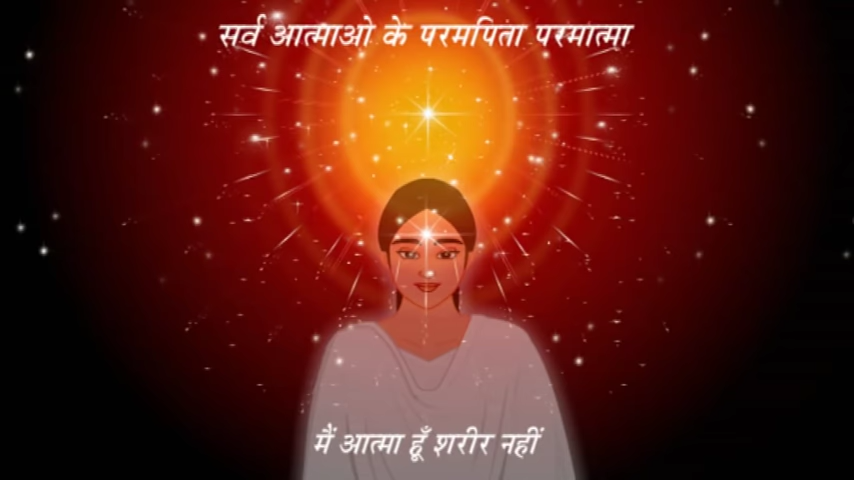 सर्व आत्माओ के परमपिता परमात्मा
मैं आत्मा हूँ शरीर नहीं